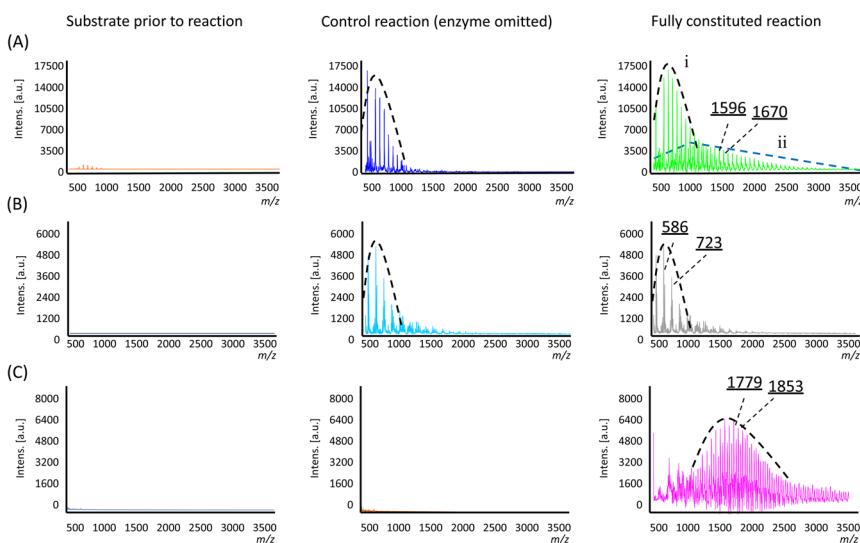 Substrate prior to reaction
Control reaction (enzyme omitted)
Fully constituted reaction
(A)
Intens. [a.u.]
17500
14000
10500
7000
3500
0
500 1000 1500 2000 2500 3000 3500
m/z
Intens. [a.u.]
17500
14000
10500
7000
3500
0
500 1000 1500 2000 2500 3000 3500
m/z
Intens. [a.u.]
17500
14000
10500
7000
3500
0
i
1596
1670
ii
500 1000 1500 2000 2500 3000 3500
m/z
(B)
Intens. [a.u.]
6000
4800
3600
2400
1200
0
500 1000 1500 2000 2500 3000 3500
m/z
Intens. [a.u.]
6000
4800
3600
2400
1200
0
500 1000 1500 2000 2500 3000 3500
m/z
Intens. [a.u.]
6000
4800
3600
2400
1200
0
586
723
500 1000 1500 2000 2500 3000 3500
m/z
(C)
Intens. [a.u.]
8000
6400
4800
3200
1600
0
500 1000 1500 2000 2500 3000 3500
m/z
Intens. [a.u.]
8000
6400
4800
3200
1600
0
500 1000 1500 2000 2500 3000 3500
m/z
Intens. [a.u.]
8000
6400
4800
3200
1600
0
1779
1853
500 1000 1500 2000 2500 3000 3500
m/z